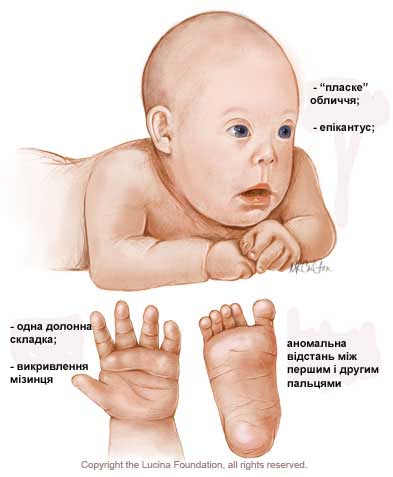 - “пласке”
обличчя;
- епікантус;
- одна долонна
складка;
- викривлення
мізинця
аномальна
відстань між
першим і другим
пальцями
Copyright the Lucina Foundation, all rights reserved.